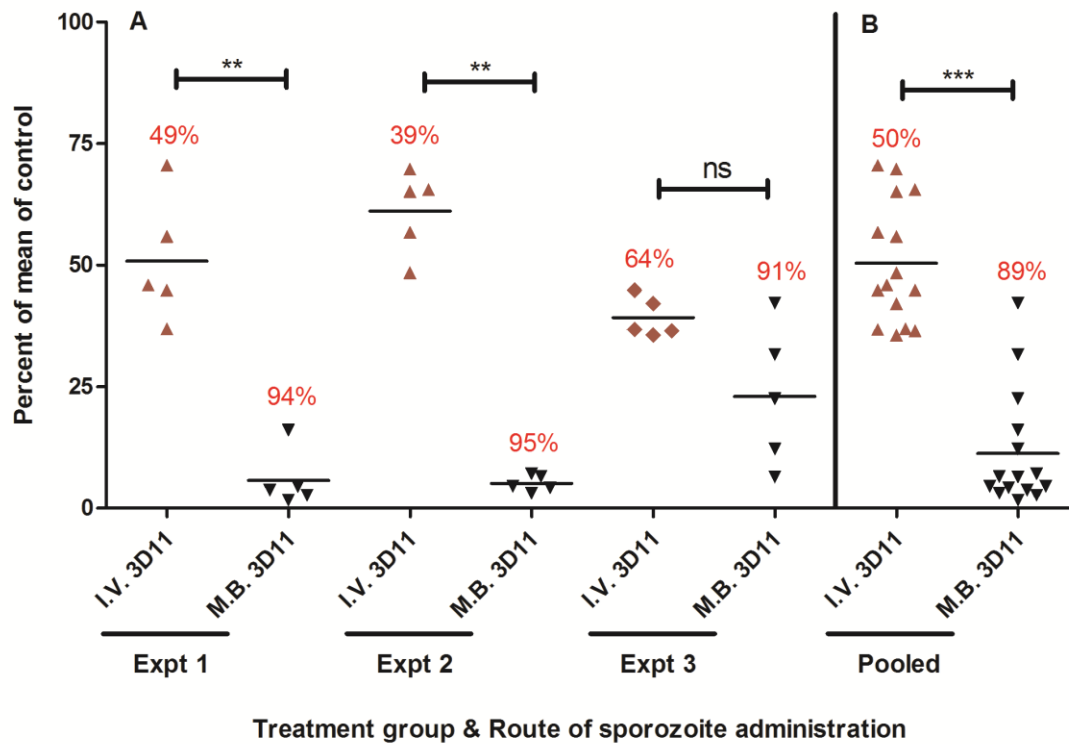 A
B
Percent of mean of control
100
75
50
25
0
**
**
ns
***
49%
94%
39%
95%
64%
91%
50%
89%
I.V. 3D11
M.B. 3D11
I.V. 3D11
M.B. 3D11
I.V. 3D11
M.B. 3D11
I.V. 3D11
M.B. 3D11
Expt 1
Expt 2
Expt 3
Pooled
Treatment group & Route of sporozoite administration